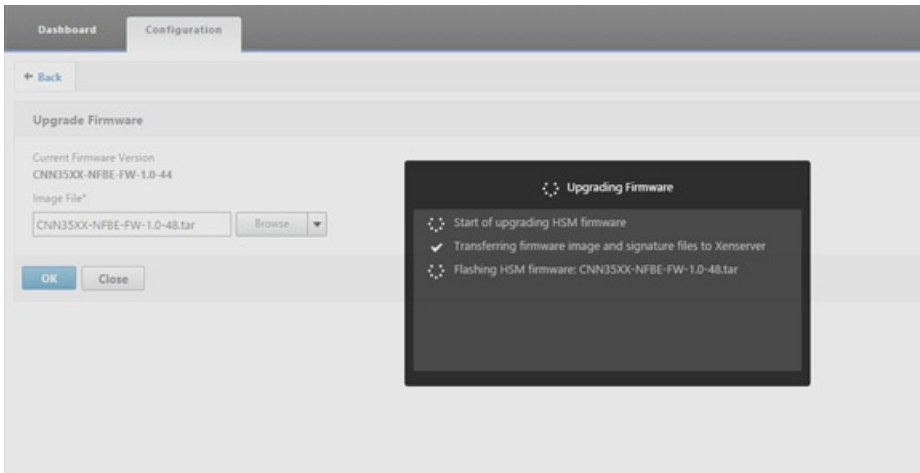 Dashboard
Configuration
← Back
Upgrade Firmware
Current Firmware Version
CNN35XX-NFBE-FW-1.0-44
Image File*
CNN35XX-NFBE-FW-1.0-48.tar
Browse
OK
Close
Upgrading Firmware
Start of upgrading HSM firmware
Transferring firmware image and signature files to Xenserver
Flashing HSM firmware: CNN35XX-NFBE-FW-1.0-48.tar